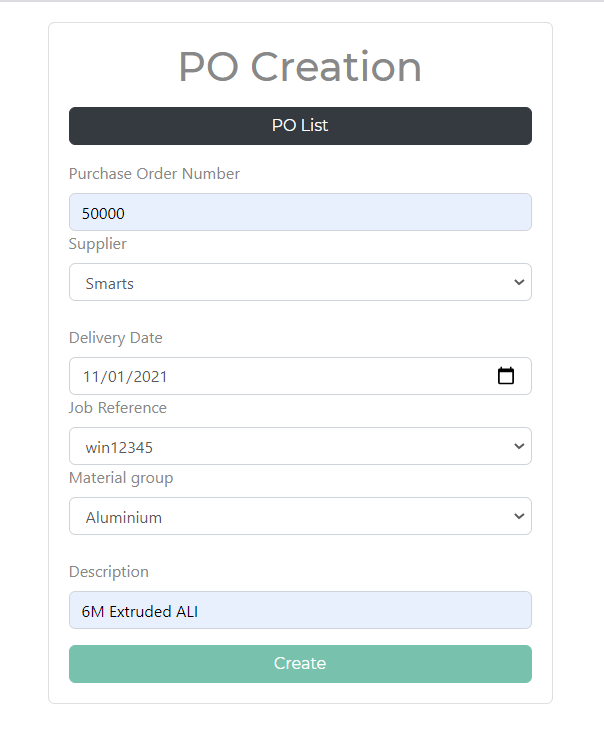 PO Creation
PO List
Purchase Order Number
50000
Supplier
Smarts
Delivery Date
11/01/2021
Job Reference
win12345
Material group
Aluminium
Description
6M Extruded ALI
Create